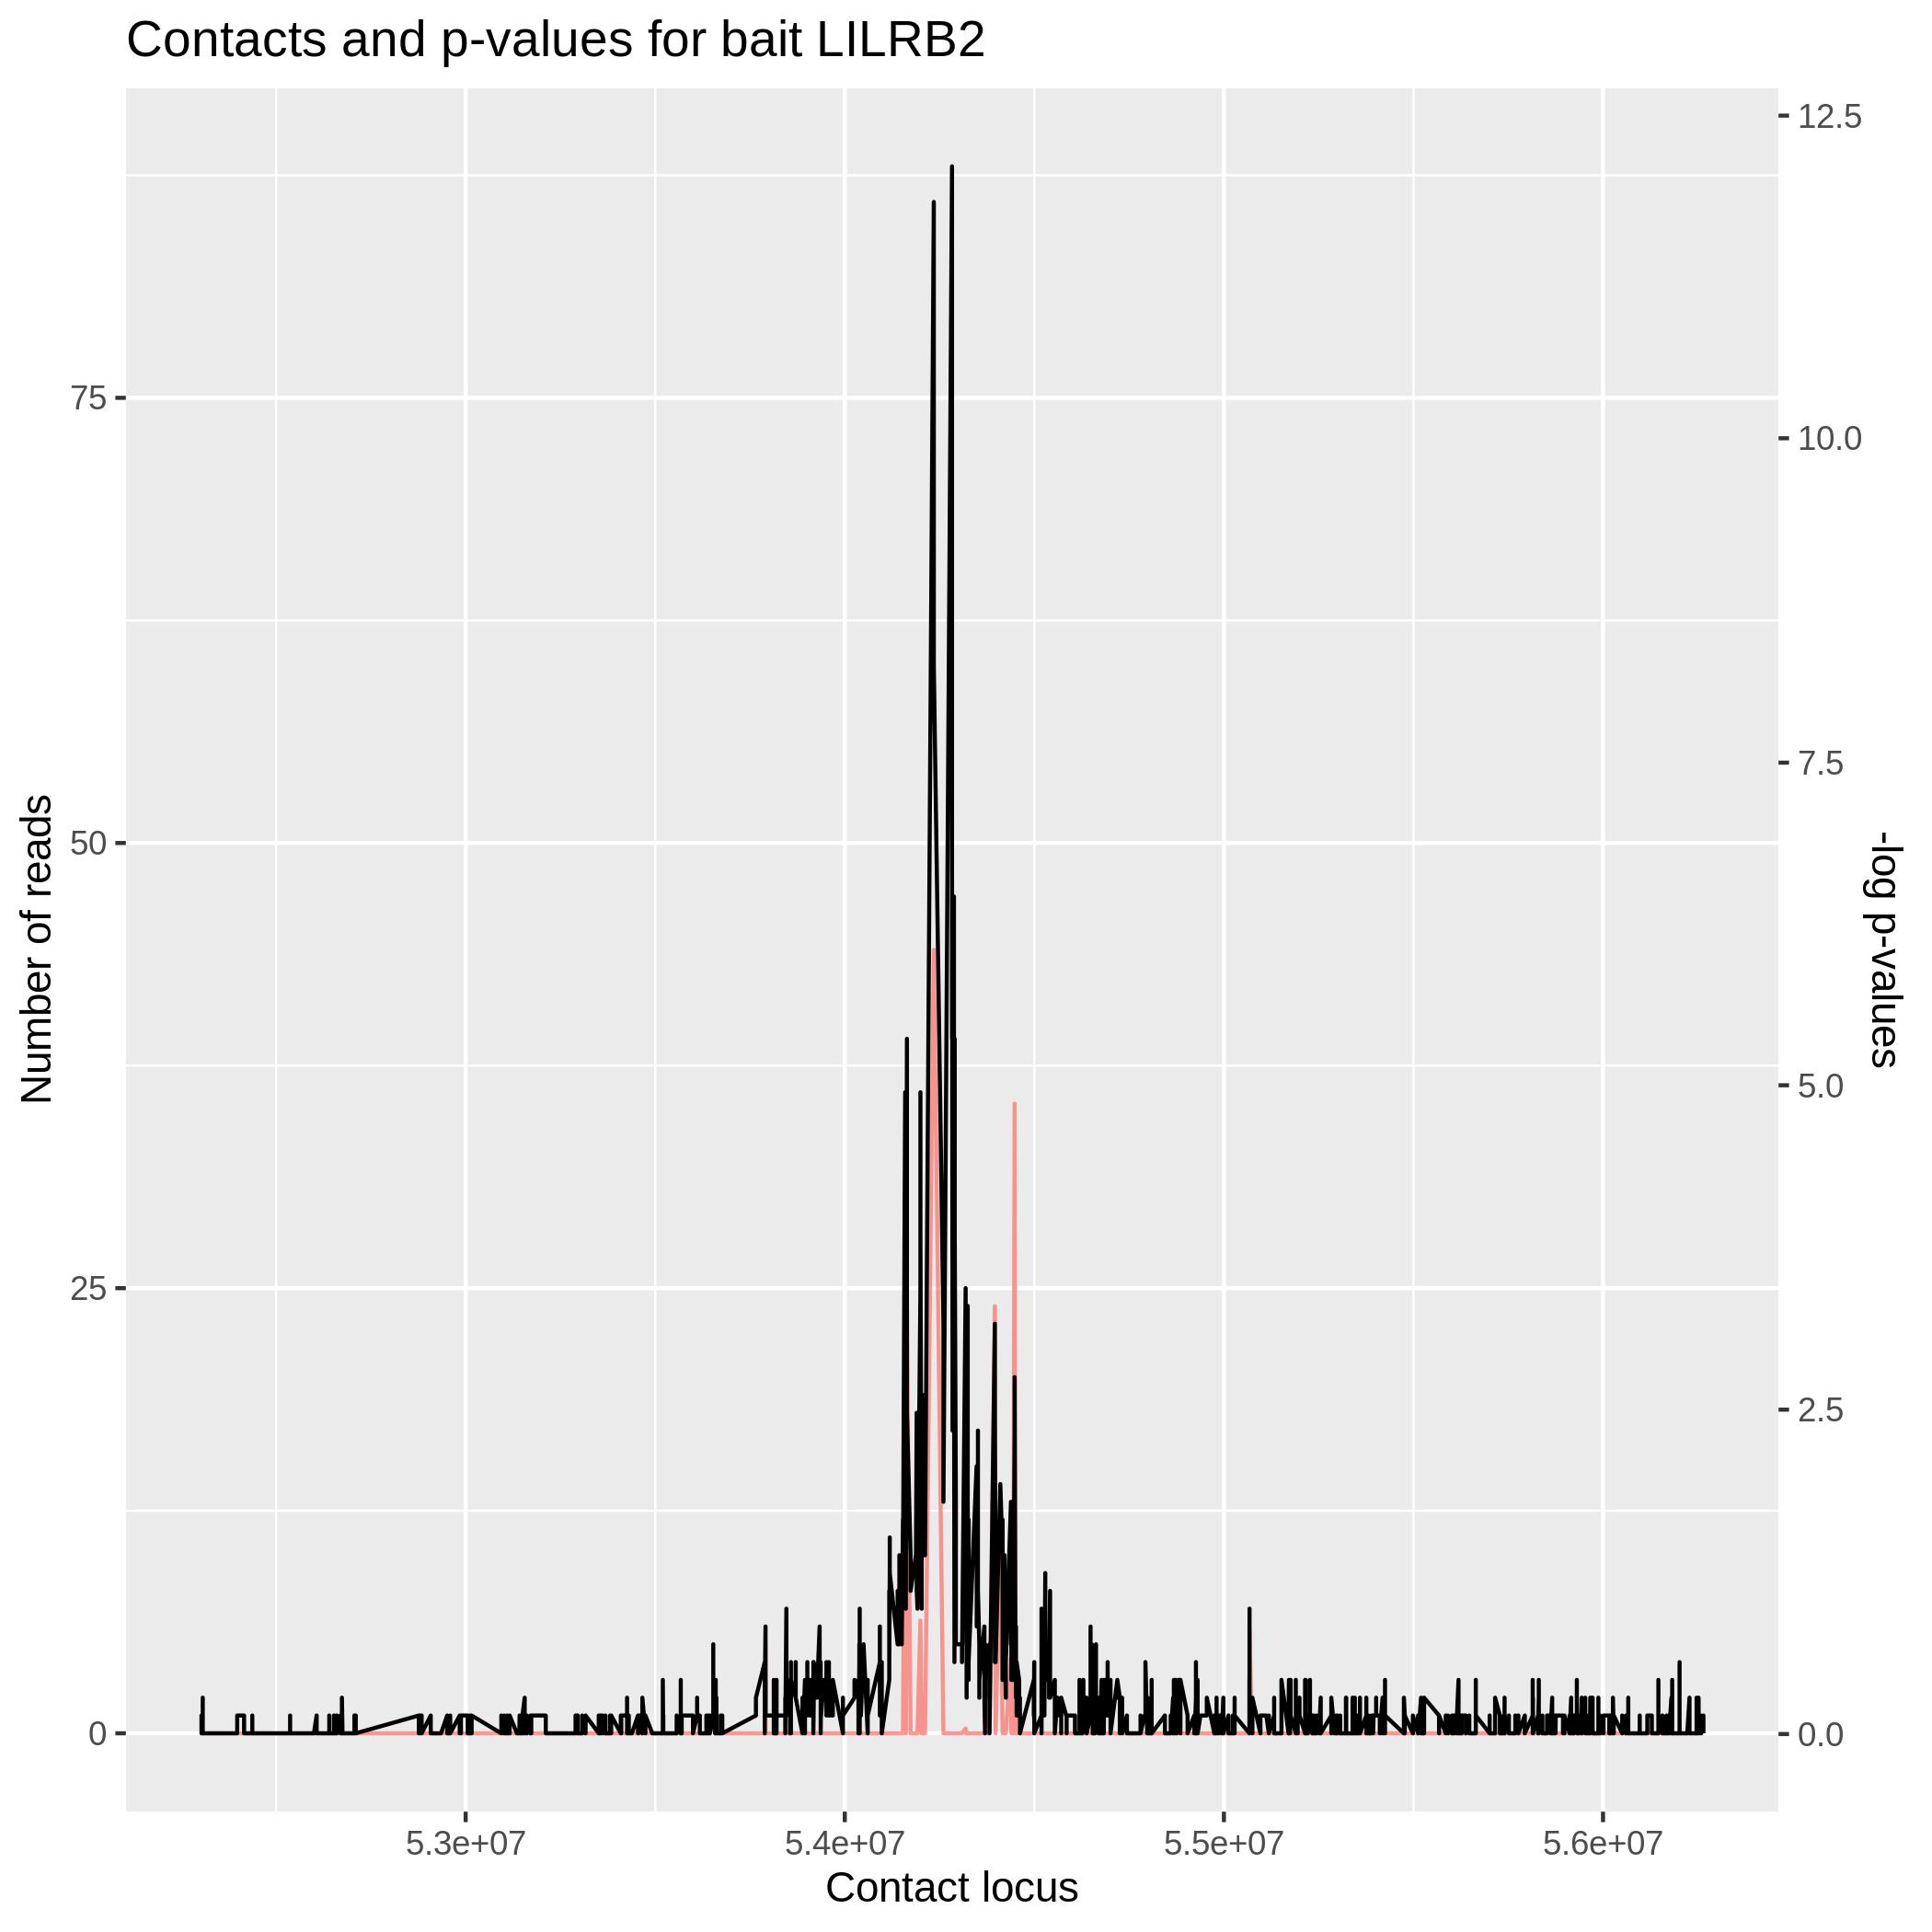 Contacts and p-values for bait LILRB2
12.5
10.0
7.5
5.0
2.5
0.0
-log p-values
75
50
25
0
Number of reads
5.3e+07
5.4e+07
5.5e+07
5.6e+07
Contact locus